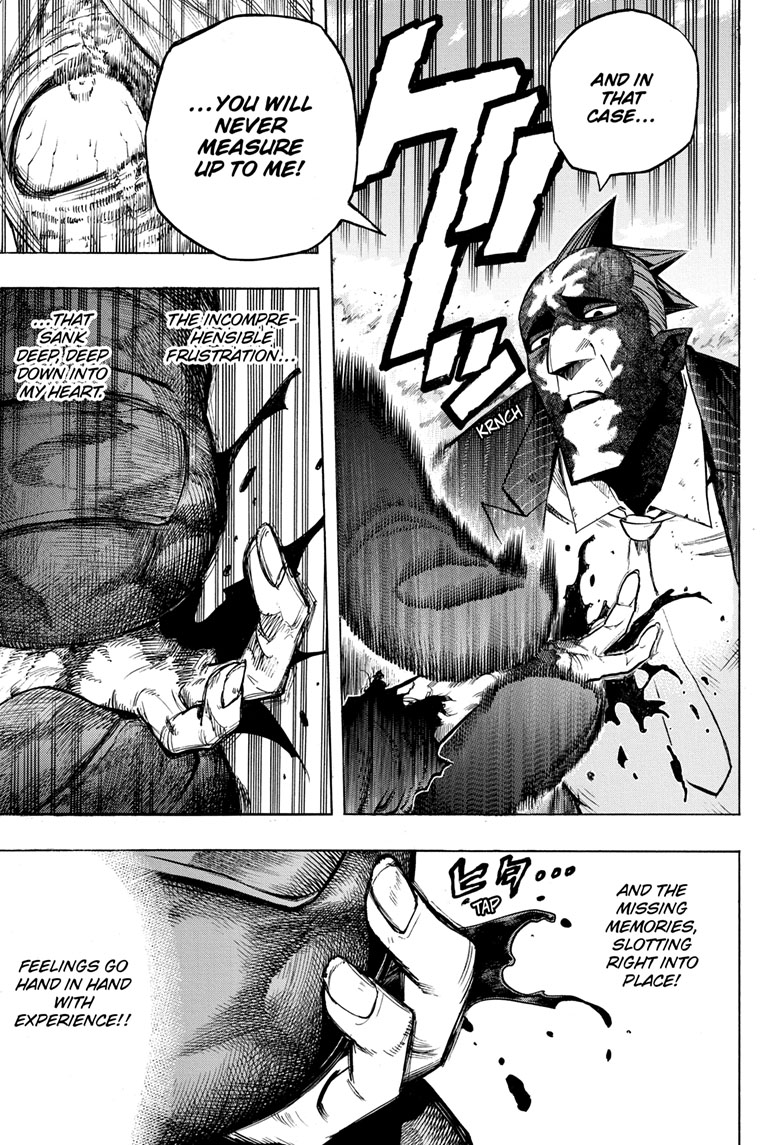 AND IN
THAT
CASE...
ゲッ
KRNCH
...YOU WILL
NEVER
MEASURE
UP TO ME!
THE INCOMPRE-
HENSIBLE
FRUSTRATION...
...THAT
SANK
DEEP, DEEP
DOWN INTO
MY HEART.
AND THE
MISSING
MEMORIES,
SLOTTING
RIGHT INTO
PLACE!
ヒタ...
TAP
FEELINGS GO
HAND IN HAND
WITH
EXPERIENCE!!